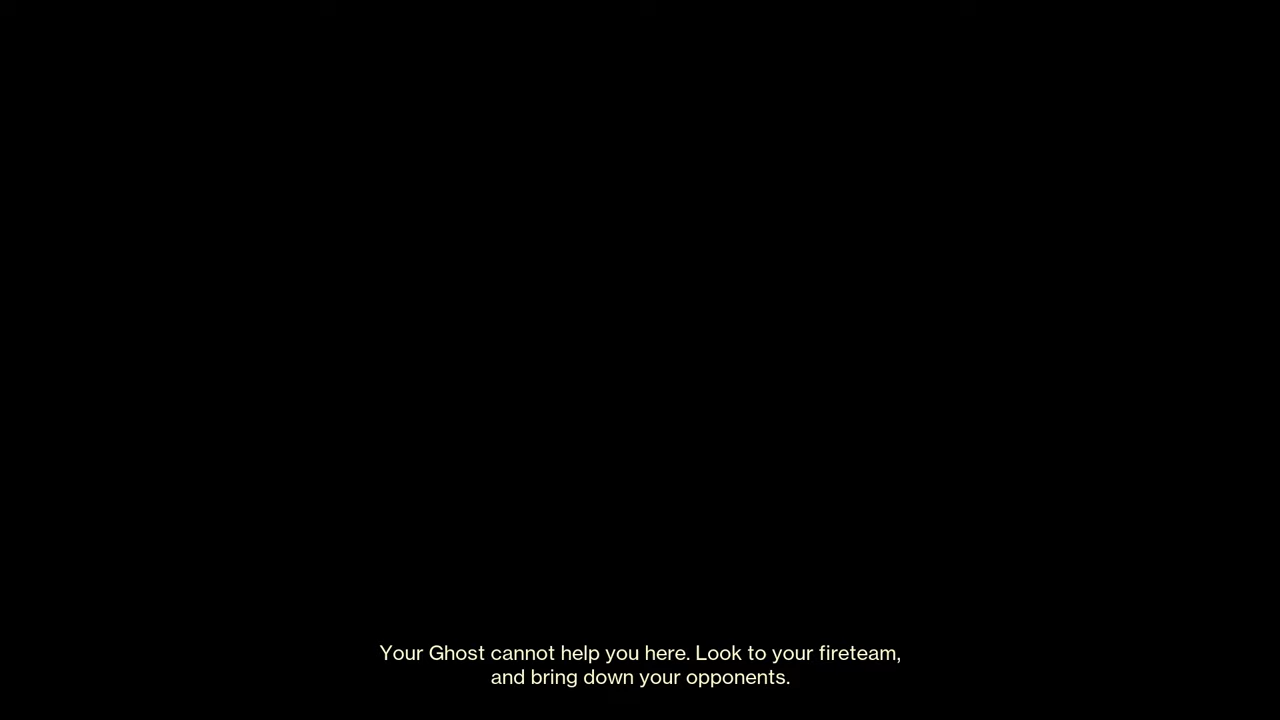 Your Ghost cannot help you here. Look to your fireteam,
and bring down your opponents.